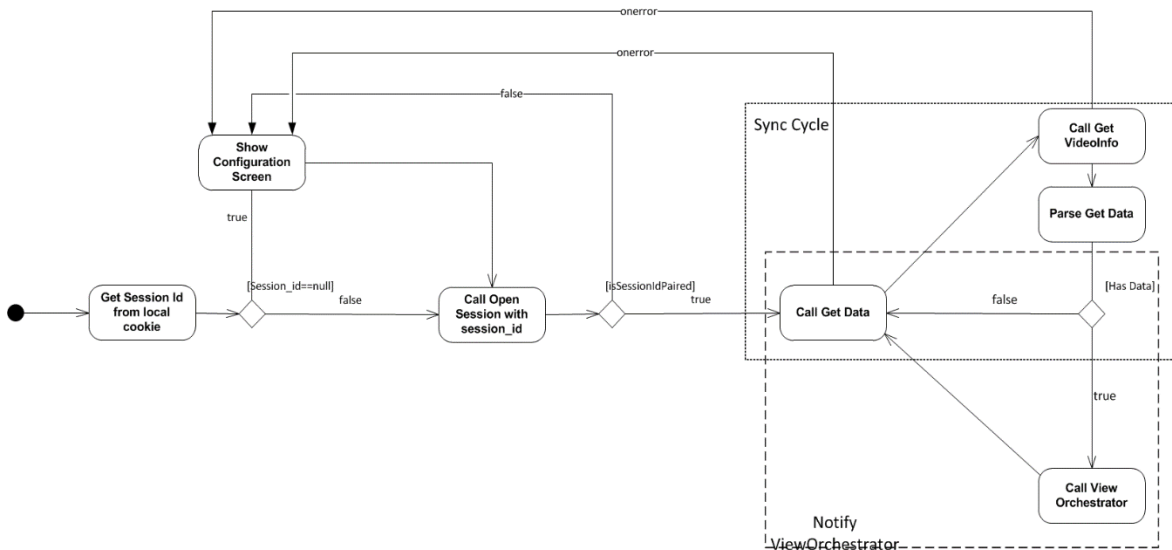 onerror
onerror
false
Sync Cycle
Call Get
VideoInfo
Show
Configuration
Screen
Parse Get Data
true
[Session_id==null]
[isSessionIdPaired]
[Has Data]
Get Session Id
from local
cookie
false
Call Open
Session with
session_id
true
Call Get Data
false
true
Call View
Orchestrator
Notify
ViewOrchestrator